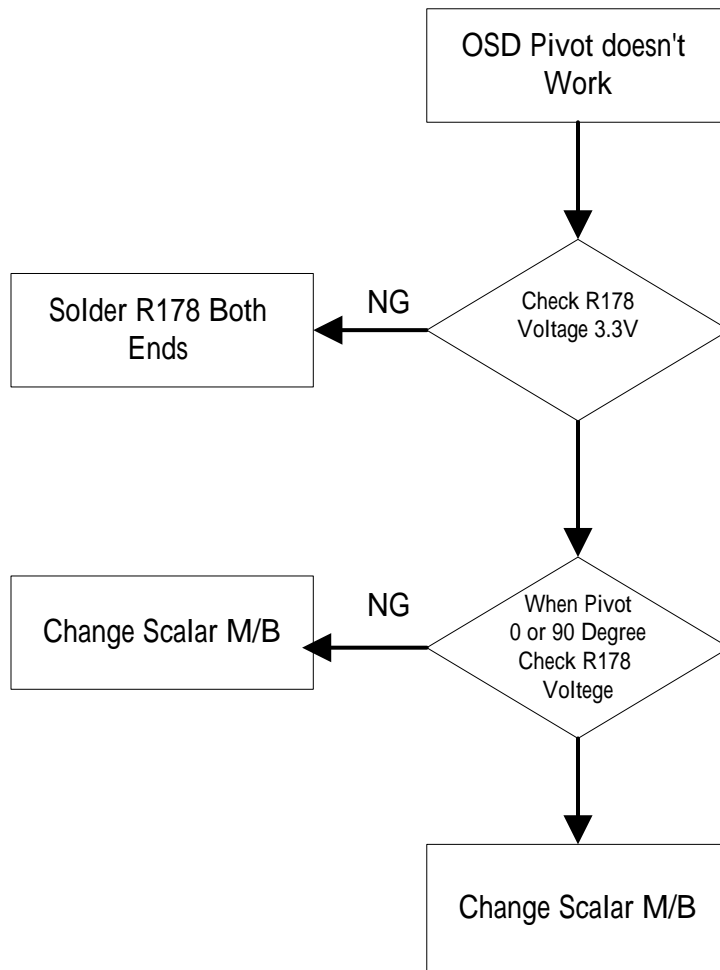 OSD Pivot doesn't
Work
NG
Check R178
Voltage 3.3V
Solder R178 Both
Ends
NG
When Pivot
0 or 90 Degree
Check R178
Voltege
Change Scalar M/B
Change Scalar M/B